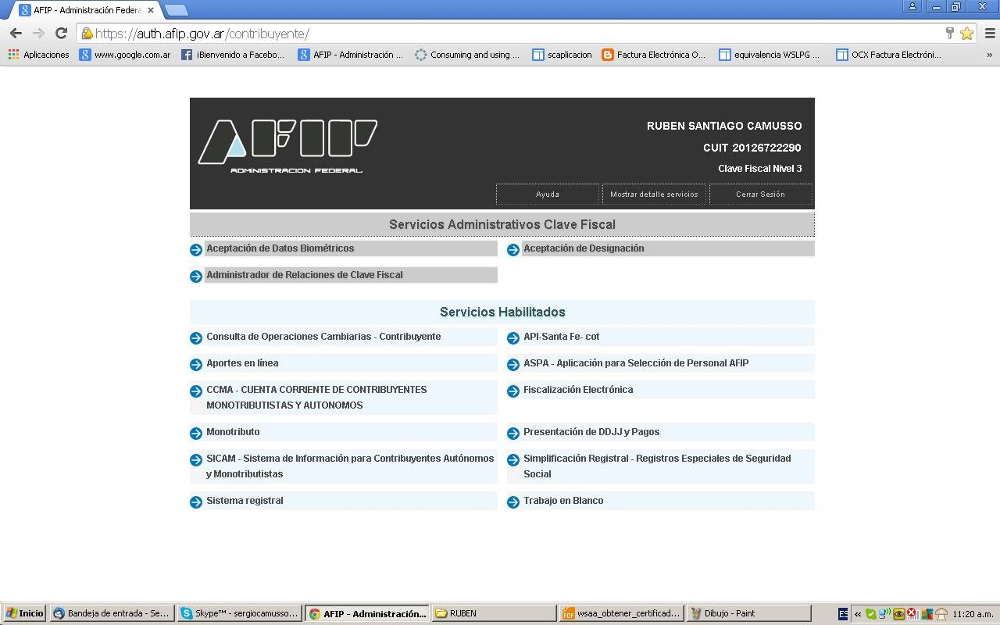 AFIP - Administración Federa
https://auth.afip.gov.ar/contribuyente/
Aplicaciones
www.google.com.ar
iBienvenido a Facebo...
AFIP - Administración ...
Consuming and using ...
scaplicacion
Factura Electrónica O...
equivalencia WSLPG ...
OCX Factura Electróni...
»
AFIP
ADMINISTRACION FEDERAL
RUBEN SANTIAGO CAMUSSO
CUIT 20126722290
Clave Fiscal Nivel 3
Ayuda
Mostrar detalle servicios
Cerrar Sesión
Servicios Administrativos Clave Fiscal
Aceptación de Datos Biométricos
Aceptación de Designación
Administrador de Relaciones de Clave Fiscal
Servicios Habilitados
Consulta de Operaciones Cambiarias - Contribuyente
API-Santa Fe- cot
Aportes en línea
ASPA - Aplicación para Selección de Personal AFIP
CCMA - CUENTA CORRIENTE DE CONTRIBUYENTES
MONOTRIBUTISTAS Y AUTONOMOS
Fiscalización Electrónica
Monotributo
Presentación de DDJJ y Pagos
SICAM - Sistema de Información para Contribuyentes Autónomos
y Monotributistas
Simplificación Registral - Registros Especiales de Seguridad
Social
Sistema registral
Trabajo en Blanco
Inicio
Bandeja de entrada - Se...
Skype™ - sergiocamusso...
AFIP - Administración...
RUBEN
wsaa_obtener_certificad...
Dibujo - Paint
ES
«
11:20 a.m.